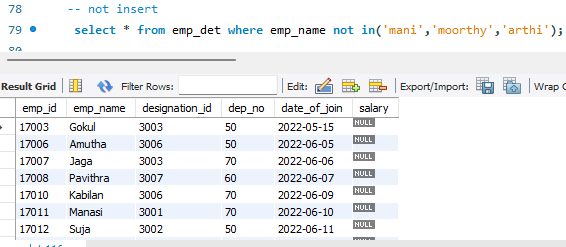 78 -- not insert
79 select * from emp_det where emp_name not in('mani','moorthy','arthi');
80
Result Grid Filter Rows: Edit: Export/Import: Wrap C
emp_id emp_name designation_id dep_no date_of_join salary
17003 Gokul 3003 50 2022-05-15 NULL
17006 Amutha 3006 50 2022-06-05 NULL
17007 Jaga 3003 70 2022-06-06 NULL
17008 Pavithra 3007 60 2022-06-07 NULL
17010 Kabilan 3006 70 2022-06-09 NULL
17011 Manasi 3001 70 2022-06-10 NULL
17012 Suja 3002 50 2022-06-11 NULL